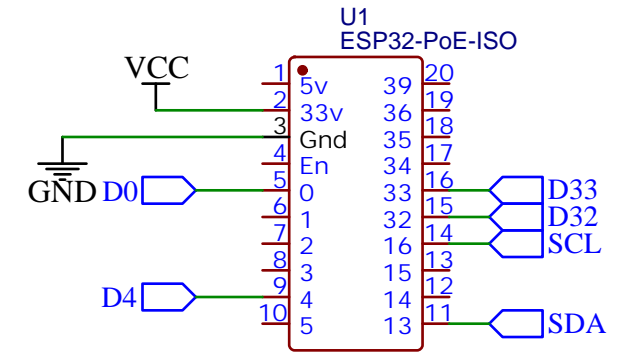 U1
ESP32-PoE-ISO
VCC
1 5v 39 20
2 33v 36 19
3 Gnd 35 18
4 En 34 17
GND D0 5 0 33 16 D33
6 1 32 15 D32
7 2 16 14 SCL
8 3 15 13
D4 9 4 14 12
10 5 13 11 SDA